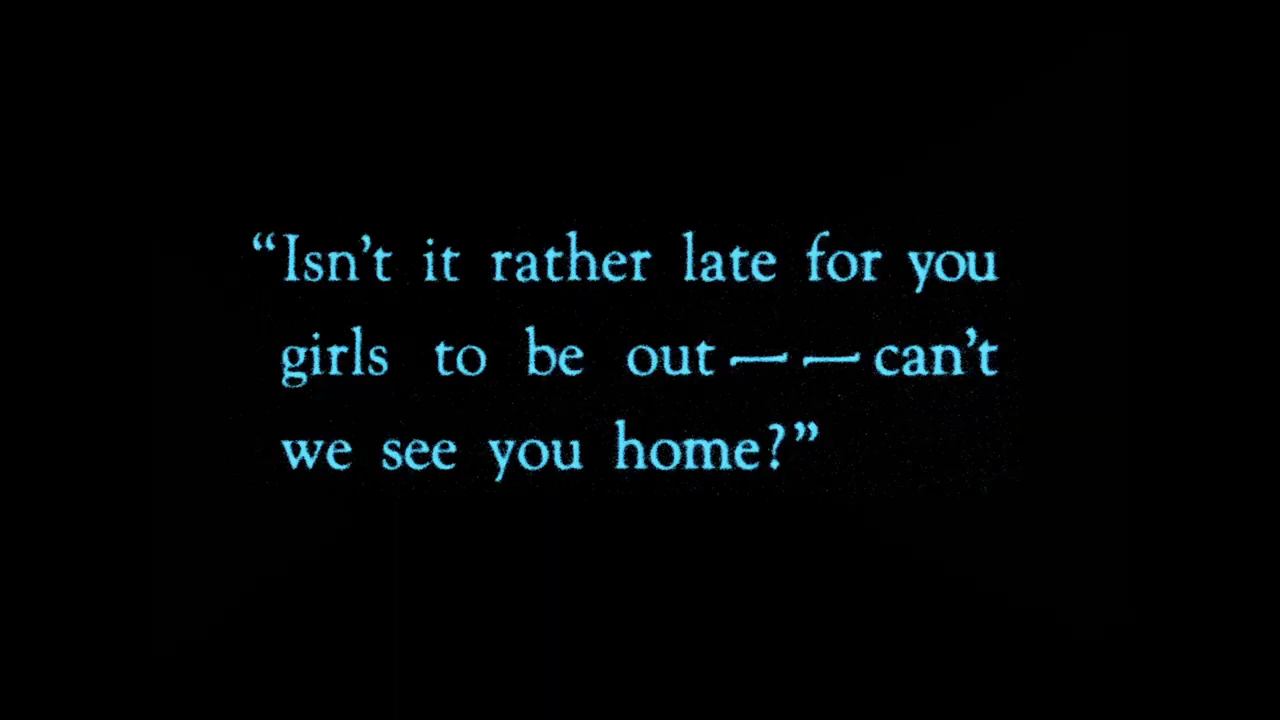 “Isn’t it rather late for you
girls to be out — — can’t
we see you home?”